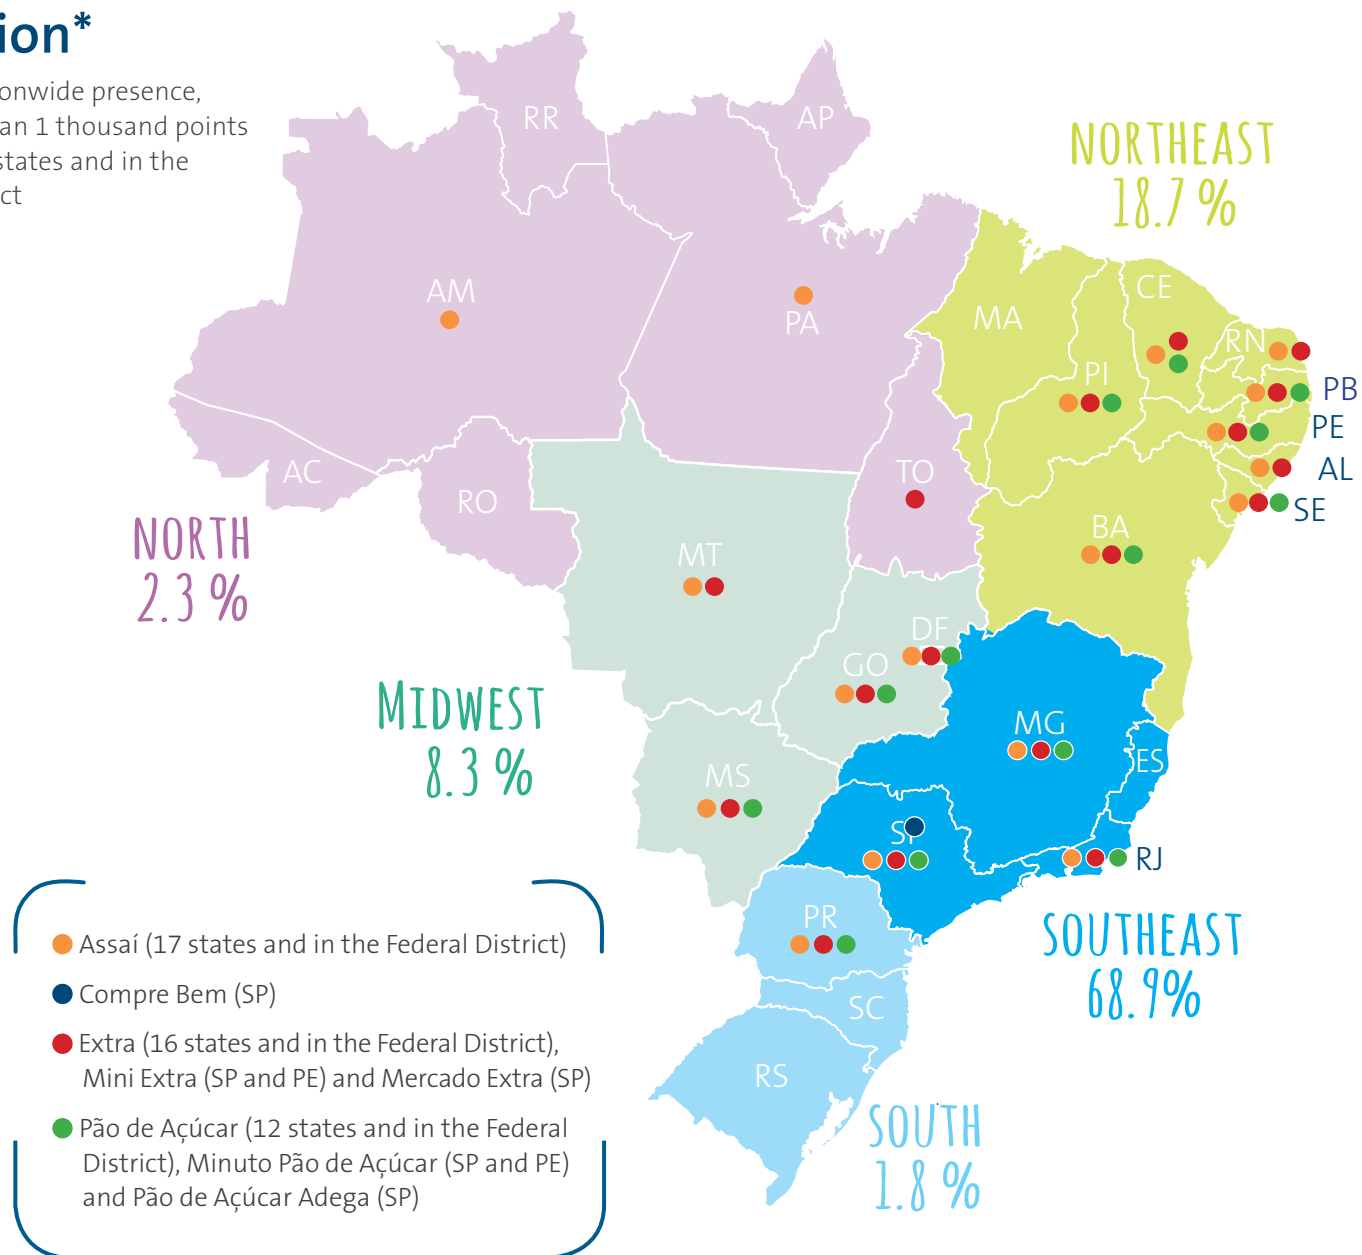 ion*
onwide presence,
an 1 thousand points
states and in the
ct
RR
AP
NORTHEAST
18.7 %
AM
PA
MA
CE
RN
PI
PB
PE
AL
SE
AC
RO
TO
BA
NORTH
2.3 %
MT
DF
GO
MIDWEST
8.3 %
MG
ES
MS
SP
RJ
PR
SOUTHEAST
68.9%
SC
RS
SOUTH
1.8 %
Assaí (17 states and in the Federal District)
Compre Bem (SP)
Extra (16 states and in the Federal District),
Mini Extra (SP and PE) and Mercado Extra (SP)
Pão de Açúcar (12 states and in the Federal
District), Minuto Pão de Açúcar (SP and PE)
and Pão de Açúcar Adega (SP)